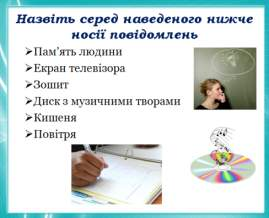 Назвіть серед наведеного нижче
носії повідомлень
➢Пам'ять людини
➢Екран телевізора
➢Зошит
➢Диск з музичними творами
➢Кишеня
➢Повітря